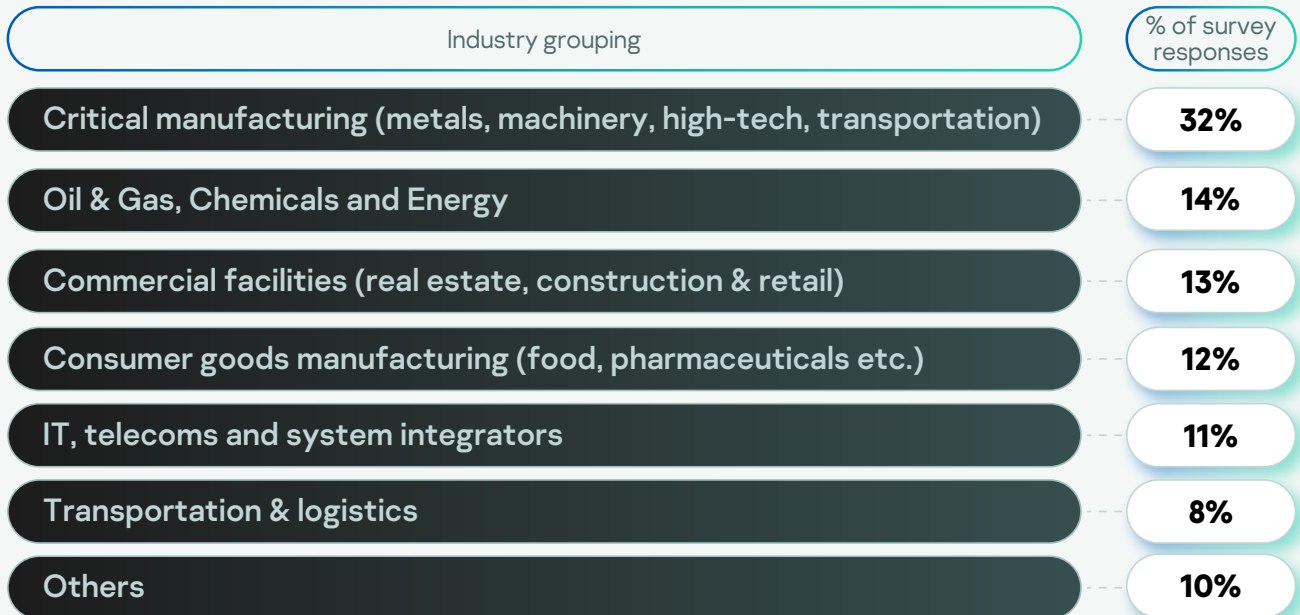 Industry grouping
% of survey
responses
Critical manufacturing (metals, machinery, high-tech, transportation)
32%
Oil & Gas, Chemicals and Energy
14%
Commercial facilities (real estate, construction & retail)
13%
Consumer goods manufacturing (food, pharmaceuticals etc.)
12%
IT, telecoms and system integrators
11%
Transportation & logistics
8%
Others
10%